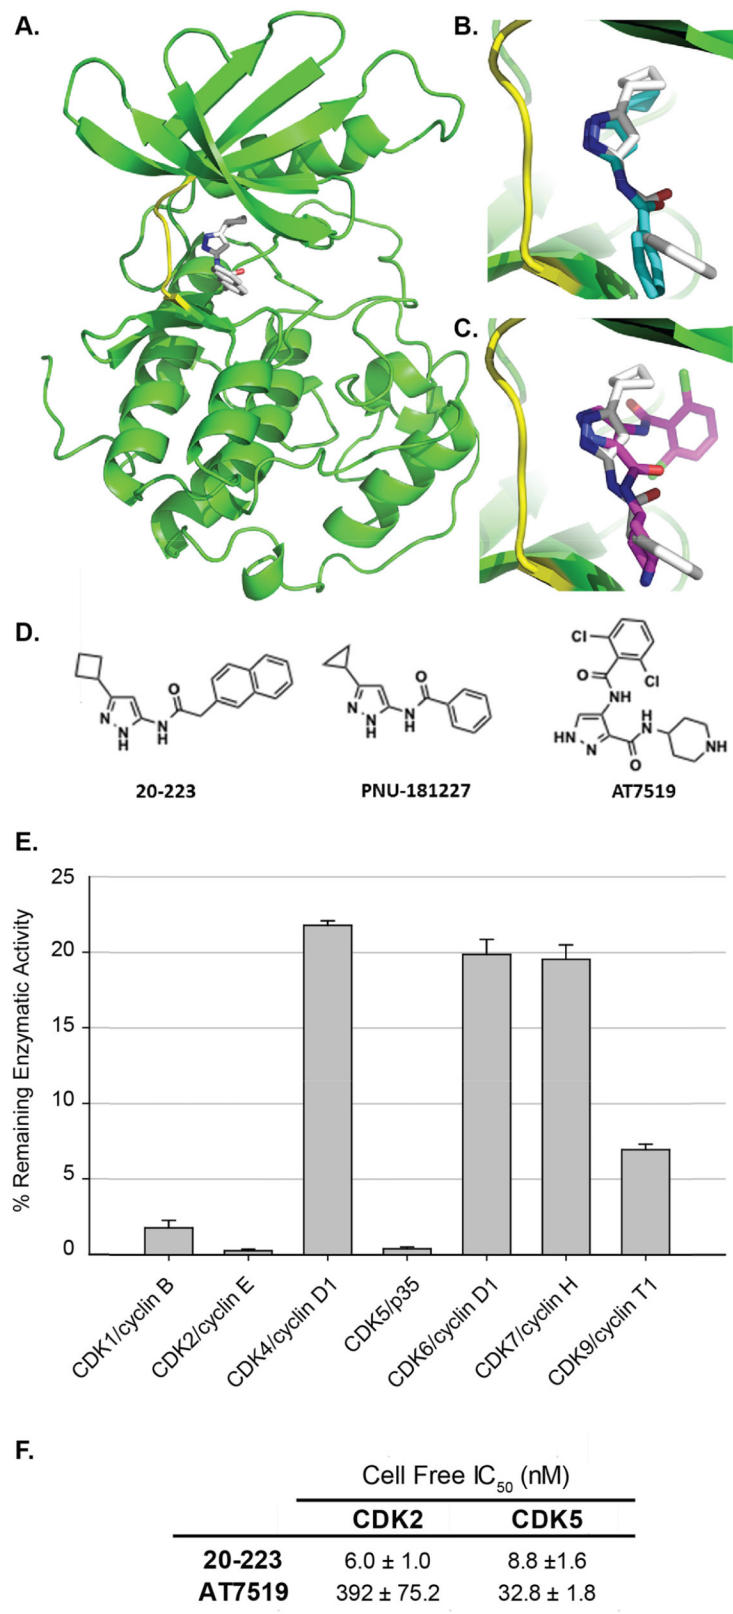 A.
B.
C.
D.
N
N
H
N
H
O
20-223
N
N
H
N
H
O
PNU-181227
Cl
O
Cl
NH
HN
N
H
N
O
NH
AT7519
E.
% Remaining Enzymatic Activity
25
20
15
10
5
0
CDK1/cyclin B
CDK2/cyclin E
CDK4/cyclin D1
CDK5/p35
CDK6/cyclin D1
CDK7/cyclin H
CDK9/cyclin T1
F.
Cell Free IC50 (nM)
CDK2 CDK5
20-223 6.0 ± 1.0 8.8 ±1.6
AT7519 392 ± 75.2 32.8 ± 1.8